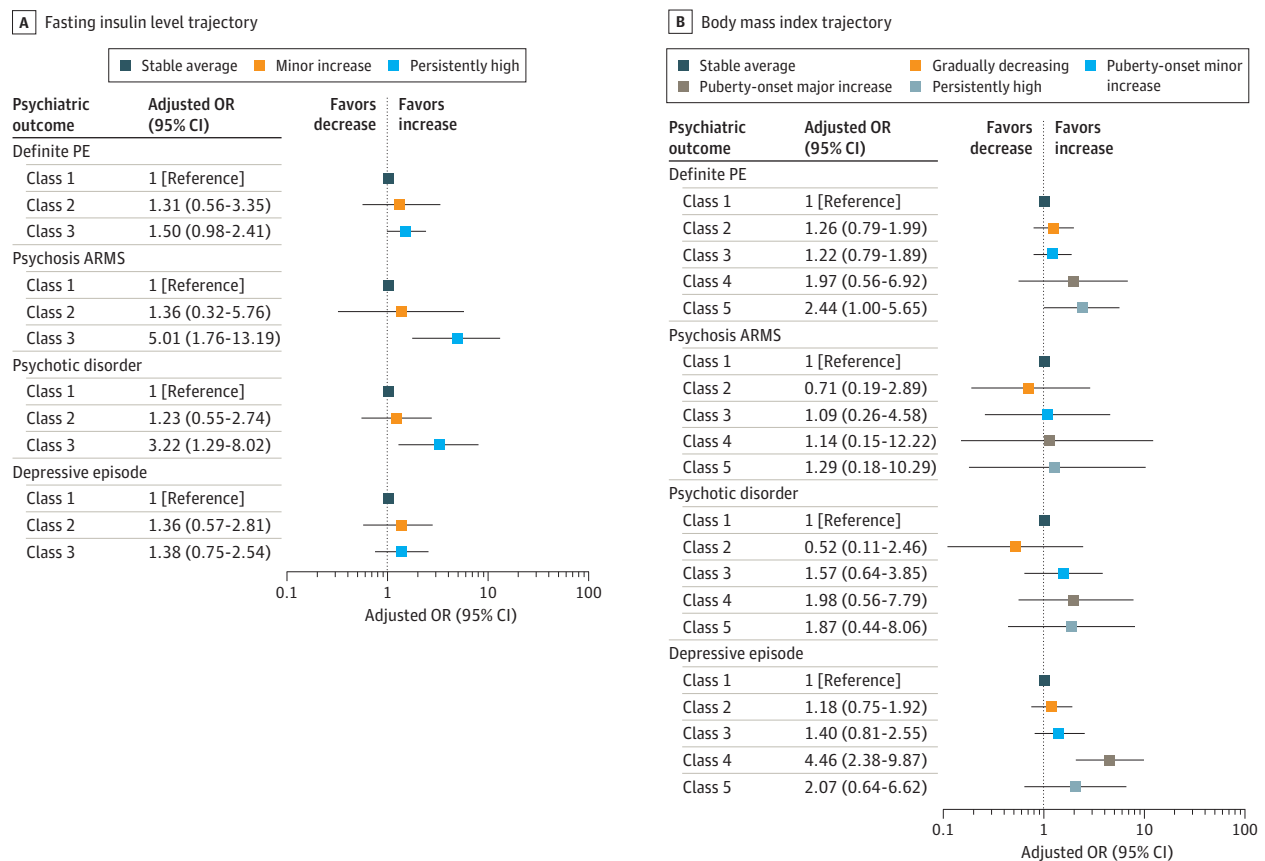 A Fasting insulin level trajectory
Stable average Minor increase Persistently high
Psychiatric outcome Adjusted OR (95% CI) Favors decrease Favors increase
Definite PE
Class 1 1 [Reference]
Class 2 1.31 (0.56-3.35)
Class 3 1.50 (0.98-2.41)
Psychosis ARMS
Class 1 1 [Reference]
Class 2 1.36 (0.32-5.76)
Class 3 5.01 (1.76-13.19)
Psychotic disorder
Class 1 1 [Reference]
Class 2 1.23 (0.55-2.74)
Class 3 3.22 (1.29-8.02)
Depressive episode
Class 1 1 [Reference]
Class 2 1.36 (0.57-2.81)
Class 3 1.38 (0.75-2.54)
0.1 1 10 100
Adjusted OR (95% CI)
B Body mass index trajectory
Stable average Gradually decreasing Puberty-onset minor increase
Puberty-onset major increase Persistently high
Psychiatric outcome Adjusted OR (95% CI) Favors decrease Favors increase
Definite PE
Class 1 1 [Reference]
Class 2 1.26 (0.79-1.99)
Class 3 1.22 (0.79-1.89)
Class 4 1.97 (0.56-6.92)
Class 5 2.44 (1.00-5.65)
Psychosis ARMS
Class 1 1 [Reference]
Class 2 0.71 (0.19-2.89)
Class 3 1.09 (0.26-4.58)
Class 4 1.14 (0.15-12.22)
Class 5 1.29 (0.18-10.29)
Psychotic disorder
Class 1 1 [Reference]
Class 2 0.52 (0.11-2.46)
Class 3 1.57 (0.64-3.85)
Class 4 1.98 (0.56-7.79)
Class 5 1.87 (0.44-8.06)
Depressive episode
Class 1 1 [Reference]
Class 2 1.18 (0.75-1.92)
Class 3 1.40 (0.81-2.55)
Class 4 4.46 (2.38-9.87)
Class 5 2.07 (0.64-6.62)
0.1 1 10 100
Adjusted OR (95% CI)